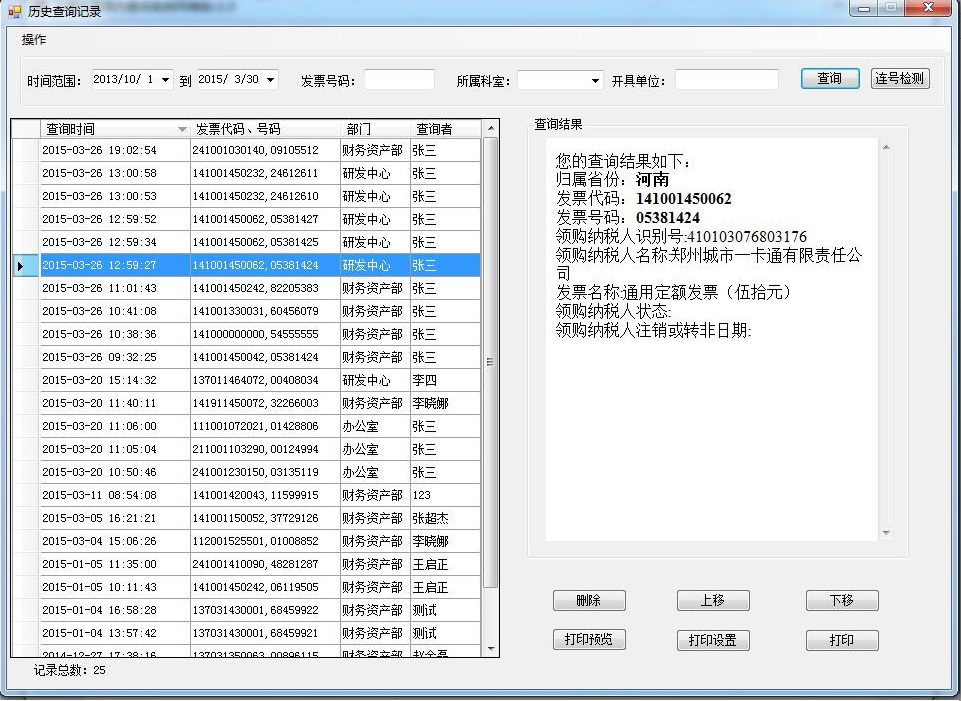 历史查询记录
操作
时间范围： 2013/10/ 1 到 2015/ 3/30 发票号码： 所属科室： 开具单位： 查询 连号检测
查询时间 发票代码、号码 部门 查询者
2015-03-26 19:02:54 241001030140,09105512 财务资产部 张三
2015-03-26 13:00:58 141001450232,24612611 研发中心 张三
2015-03-26 13:00:53 141001450232,24612610 研发中心 张三
2015-03-26 12:59:52 141001450062,05381427 研发中心 张三
2015-03-26 12:59:34 141001450062,05381425 研发中心 张三
2015-03-26 12:59:27 141001450062,05381424 研发中心 张三
2015-03-26 11:01:43 141001450242,82205383 财务资产部 张三
2015-03-26 10:41:08 141001330031,60456079 财务资产部 张三
2015-03-26 10:38:36 141000000000,54555555 财务资产部 张三
2015-03-26 09:32:25 141001450042,05381424 财务资产部 张三
2015-03-20 15:14:32 137011464072,00408034 研发中心 李四
2015-03-20 11:40:11 141911450072,32266003 财务资产部 李晓娜
2015-03-20 11:06:00 111001072021,01428806 办公室 张三
2015-03-20 11:05:04 211001103290,00124994 办公室 张三
2015-03-20 10:50:46 241001230150,03135119 办公室 张三
2015-03-11 08:54:08 141001420043,11599915 财务资产部 123
2015-03-05 16:21:21 141001150052,37729126 财务资产部 张超杰
2015-03-04 15:06:26 112001525501,01008852 财务资产部 李晓娜
2015-01-05 11:35:00 241001410090,48281287 财务资产部 王启正
2015-01-05 10:11:43 141001450242,06119505 财务资产部 王启正
2015-01-04 16:58:28 137031430001,68459922 财务资产部 测试
2015-01-04 13:57:42 137031430001,68459921 财务资产部 测试
2014-12-27 17:38:16 137031350063,00896115 财务资产部
记录总数：25
查询结果
您的查询结果如下：
归属省份：河南
发票代码：141001450062
发票号码：05381424
领购纳税人识别号:410103076803176
领购纳税人名称:郑州城市一卡通有限责任公
司
发票名称:通用定额发票（伍拾元）
领购纳税人状态:
领购纳税人注销或转非日期:
删除 上移 下移
打印预览 打印设置 打印